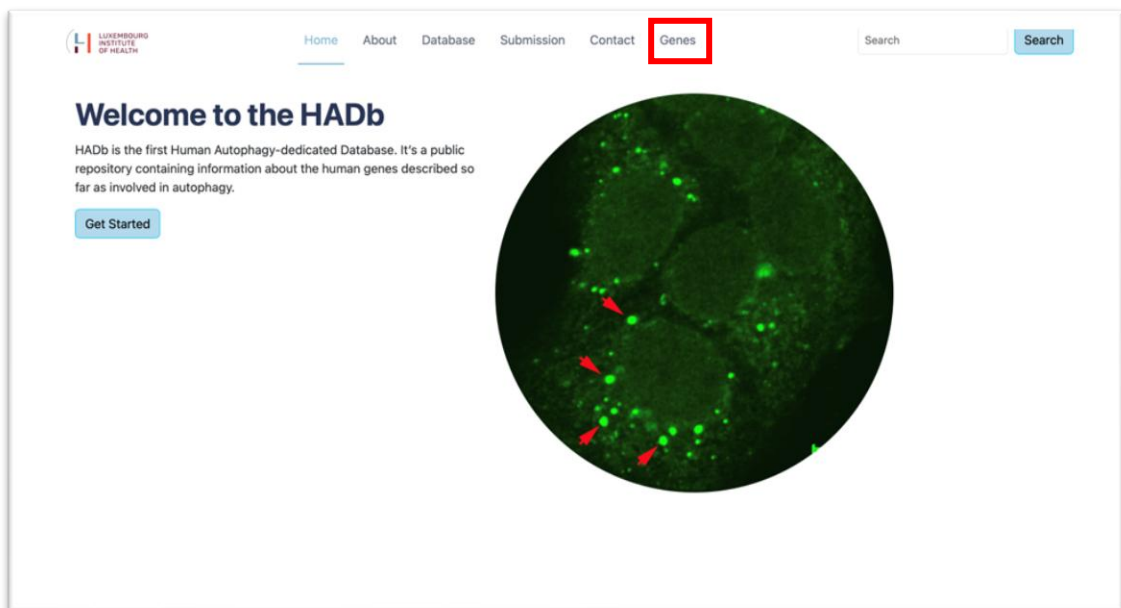 LUXEMBOURG
INSTITUTE
OF HEALTH
Home About Database Submission Contact Genes Search Search
Welcome to the HADb
HADb is the first Human Autophagy-dedicated Database. It's a public
repository containing information about the human genes described so
far as involved in autophagy.
Get Started